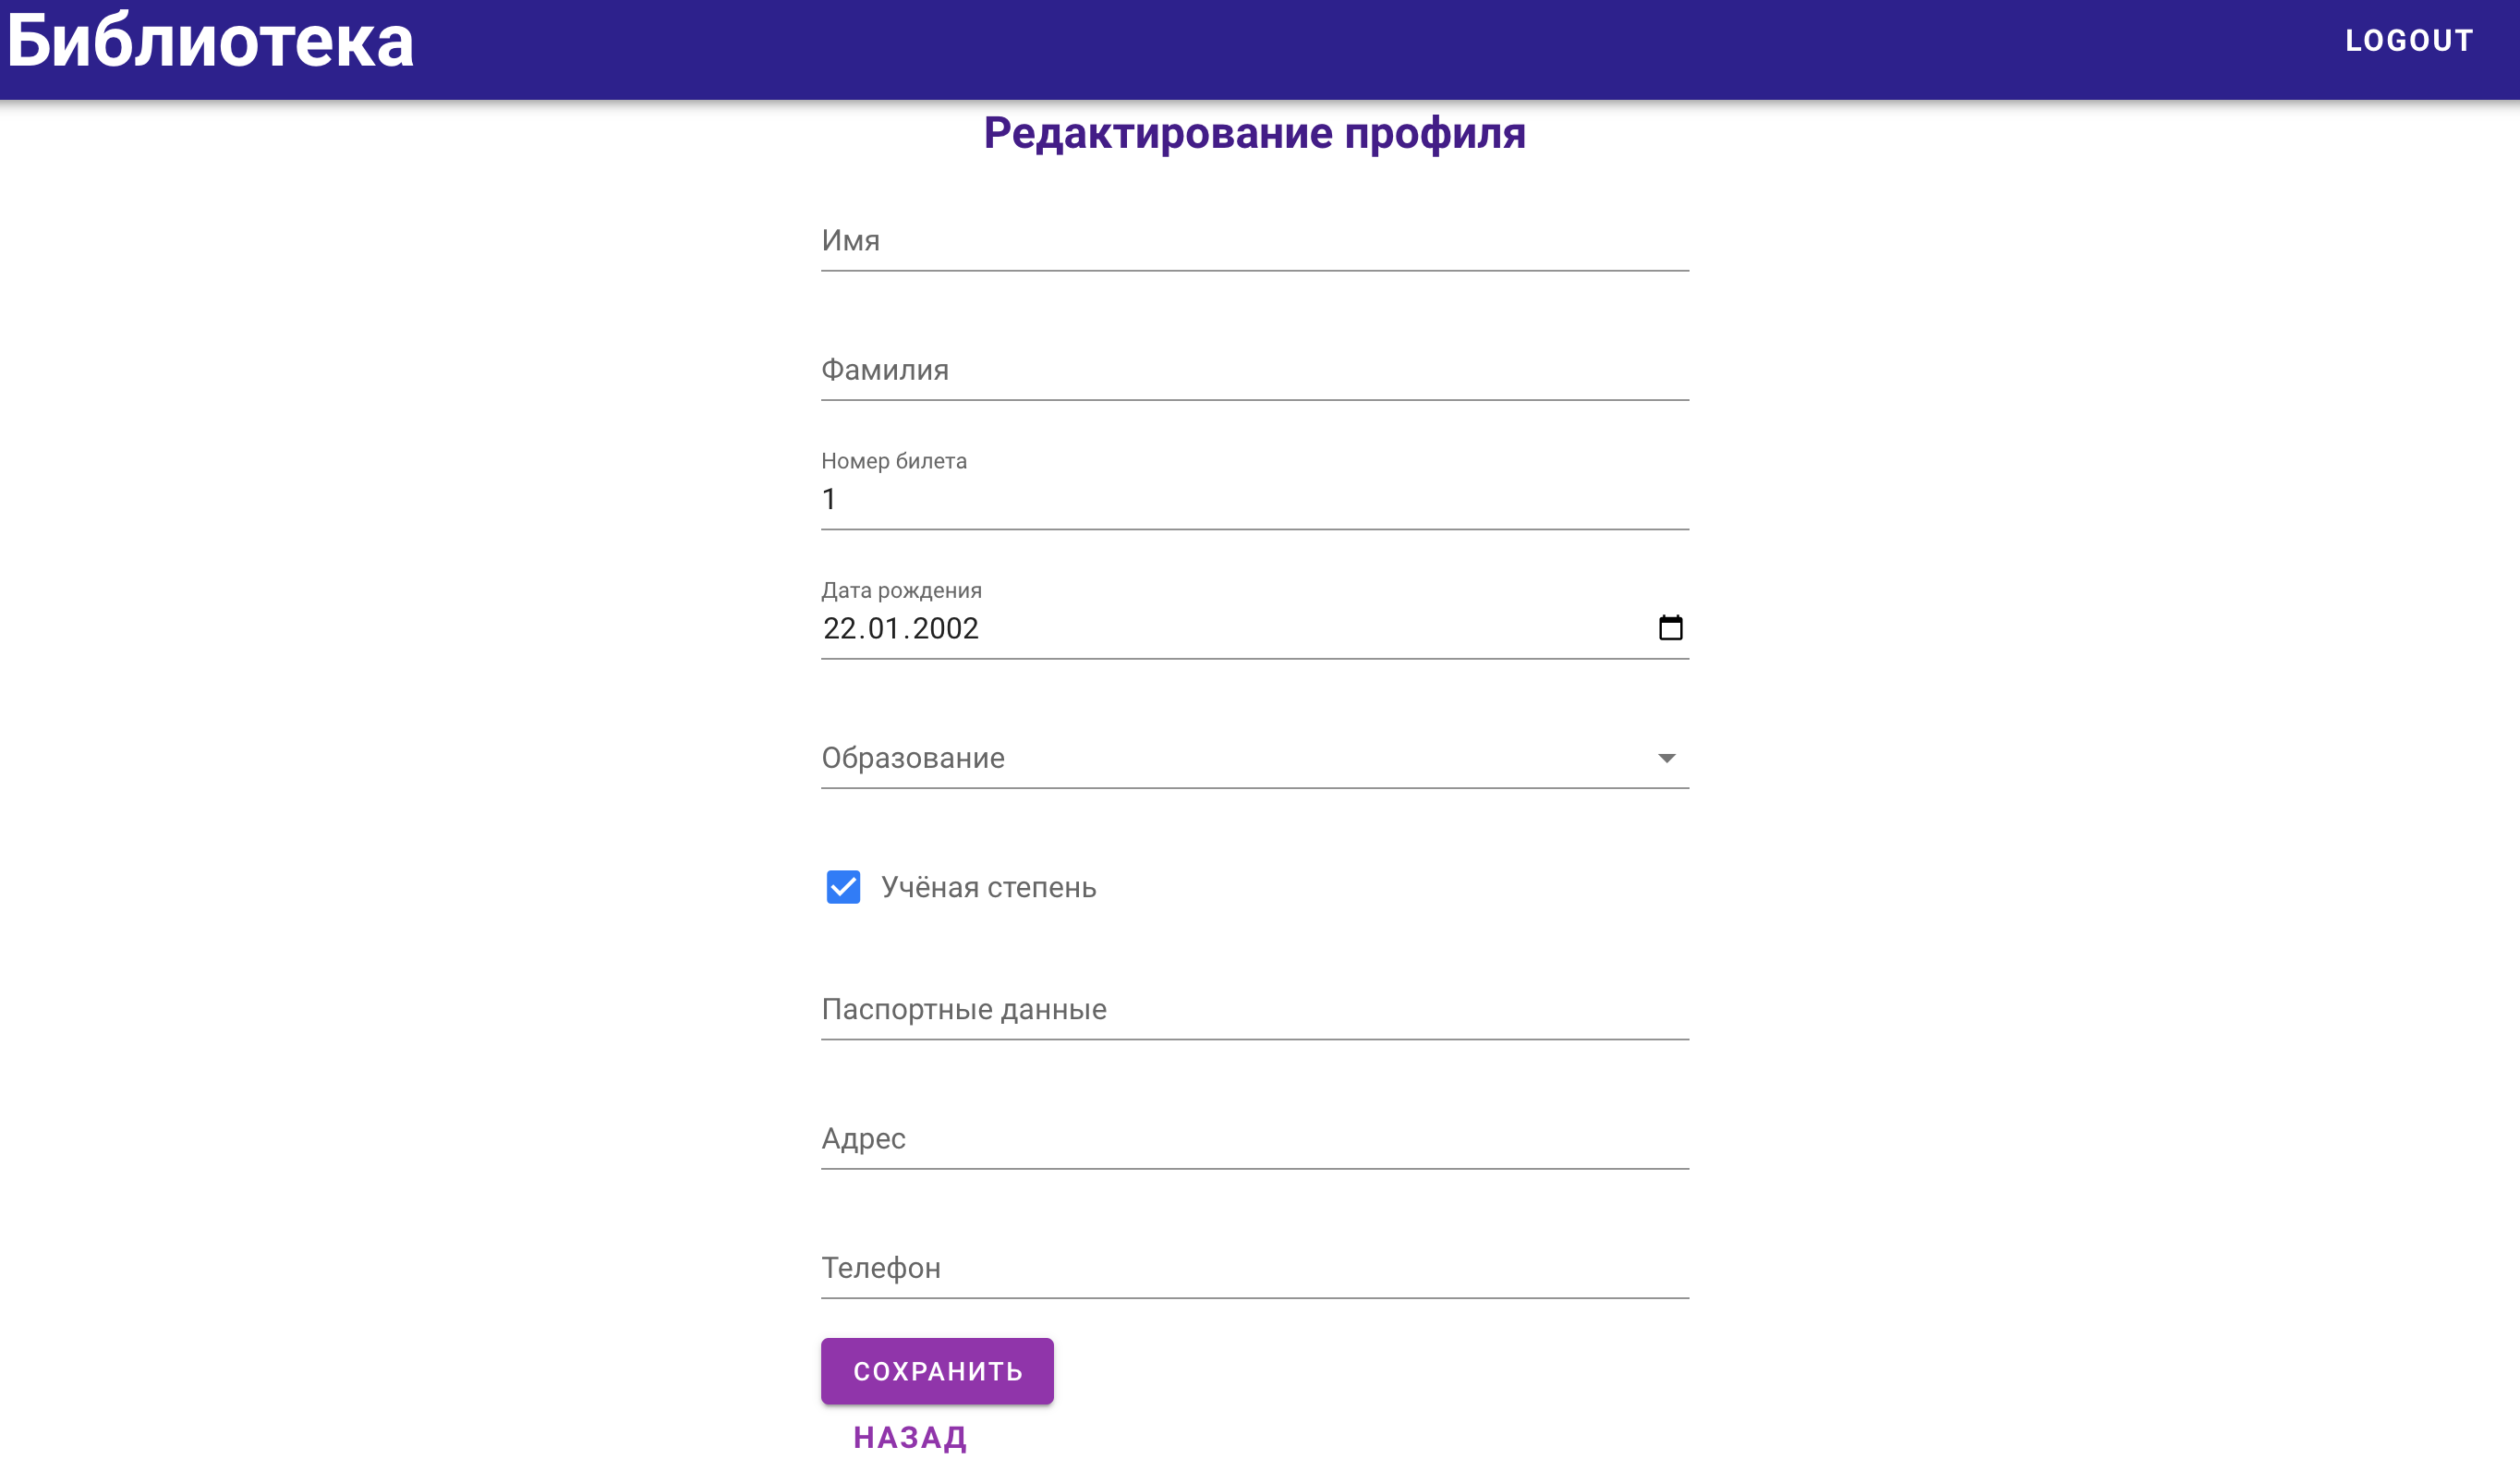 Библиотека
LOGOUT
Редактирование профиля
Имя
Фамилия
Номер билета
1
Дата рождения
22.01.2002
Образование
Учёная степень
Паспортные данные
Адрес
Телефон
СОХРАНИТЬ
НАЗАД